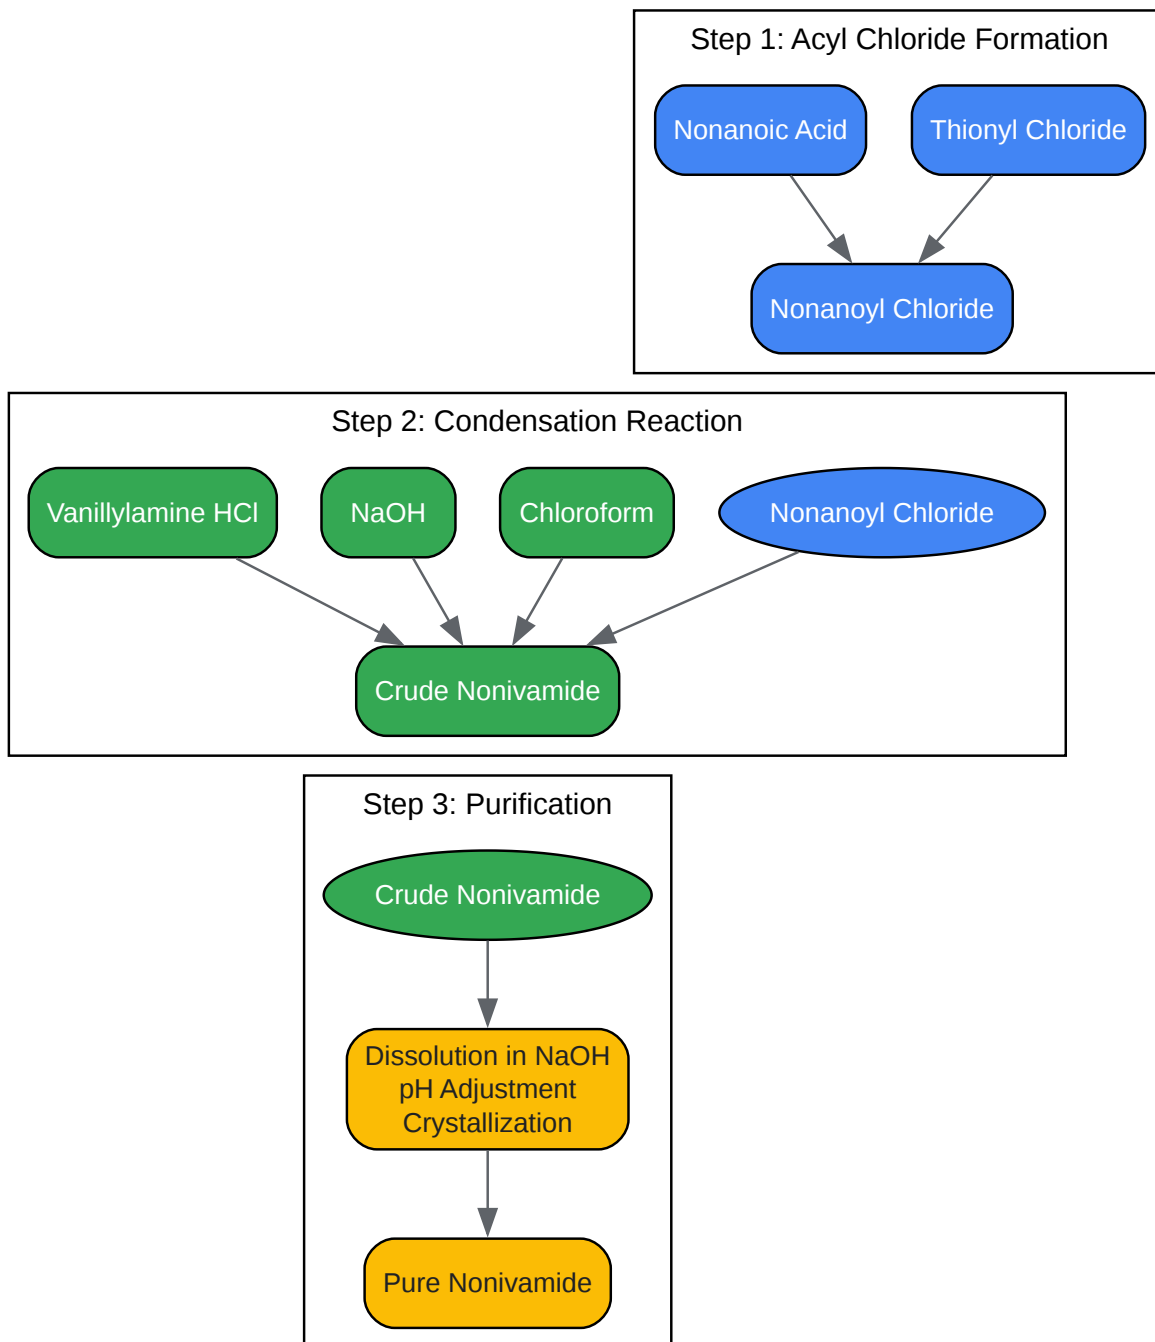 Step 1: Acyl Chloride Formation
Nonanoic Acid
Thionyl Chloride
Nonanoyl Chloride
Step 2: Condensation Reaction
Vanillylamine HCl
NaOH
Chloroform
Nonanoyl Chloride
Crude Nonivamide
Step 3: Purification
Crude Nonivamide
Dissolution in NaOH
pH Adjustment
Crystallization
Pure Nonivamide